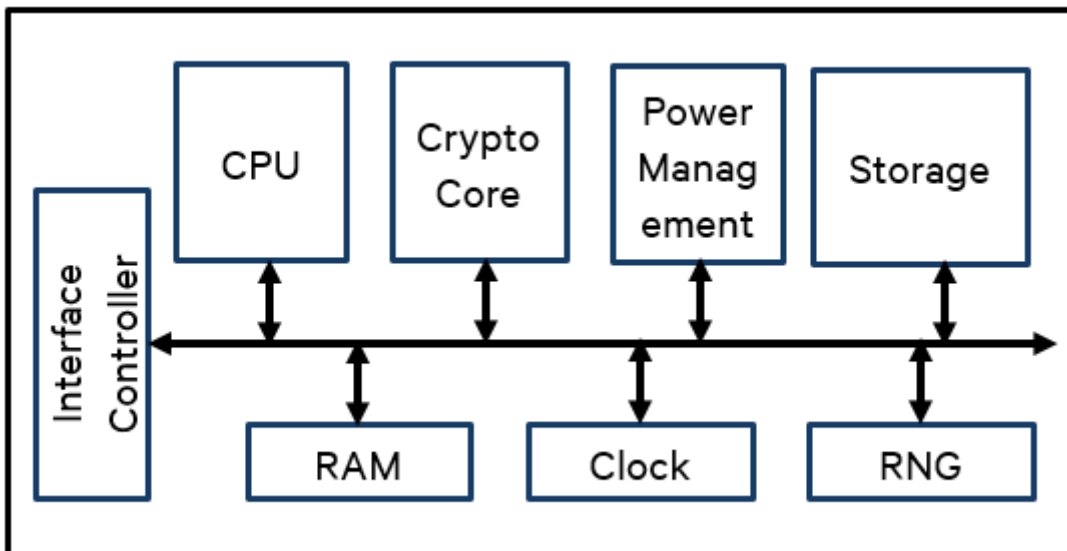 CPU
Crypto
Core
Power
Manag
ement
Storage
Interface
Controller
RAM
Clock
RNG